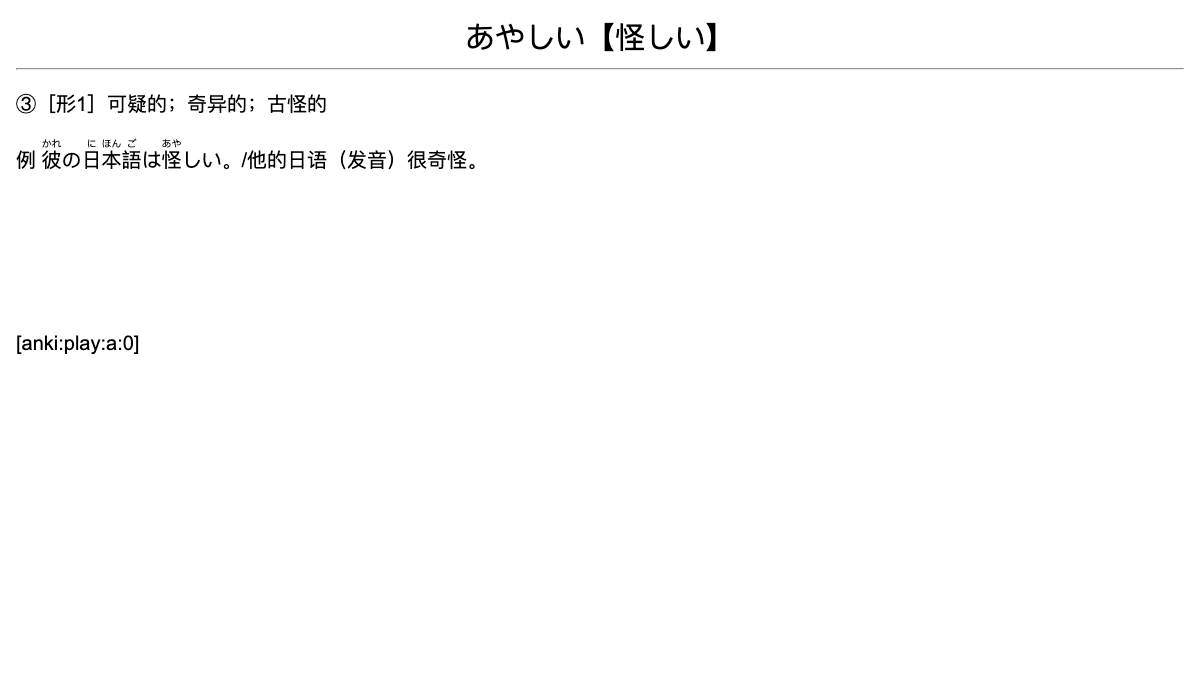 あやしい【怪しい】
③［形1］可疑的；奇异的；古怪的
かれ に ほん ご あや
例 彼の日本語は怪しい。/他的日语（发音）很奇怪。
[anki:play:a:0]